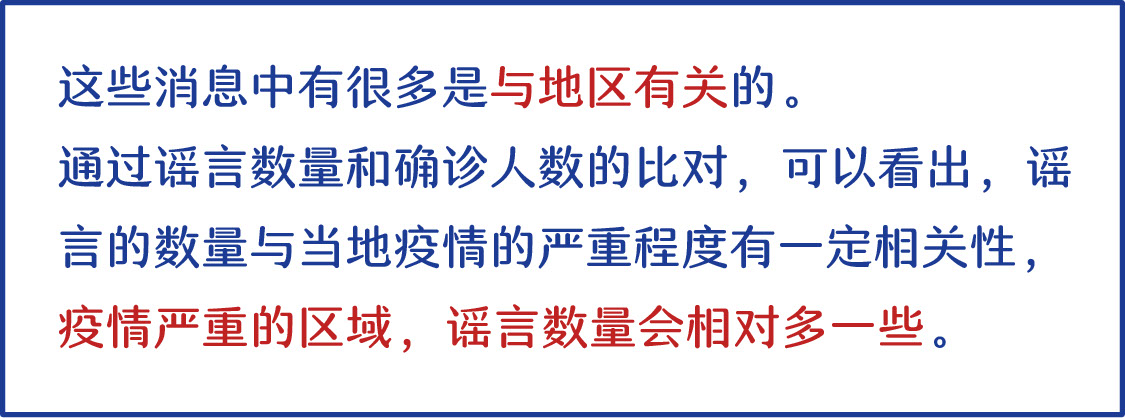 这些消息中有很多是与地区有关的。
通过谣言数量和确诊人数的比对，可以看出，谣
言的数量与当地疫情的严重程度有一定相关性，
疫情严重的区域，谣言数量会相对多一些。